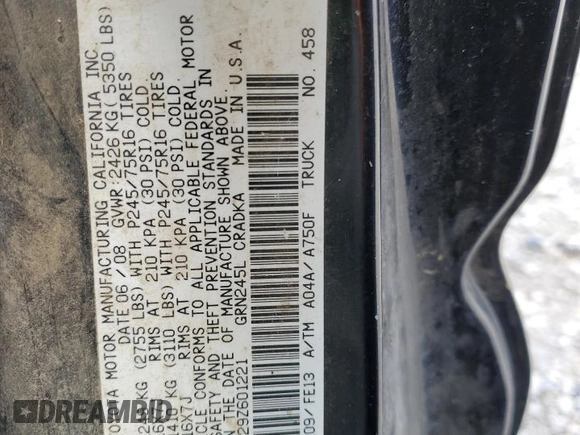 OTA MOTOR MANUFACTURING CALIFORNIA, INC.
DATE 06/08 GVWR: 2426 KG ( 5350 LBS)
KG (2755 LBS) WITH P245/75R16 TIRES
RIMS AT 210 KPA (30 PSI) COLD.
KG (3110 LBS) WITH P245/75R16 TIRES
16X7J RIMS AT 210 KPA (30 PSI) COLD.
CLE CONFORMS TO ALL APPLICABLE FEDERAL MOTOR
SAFETY AND THEFT PREVENTION STANDARDS IN
N THE DATE OF MANUFACTURE SHOWN ABOVE.
29Z601221 GRN245L CRADKA MADE IN U.S.A.
09/ FE13 A/TM A04A/ A750F TRUCK NO. 458
RideSafely